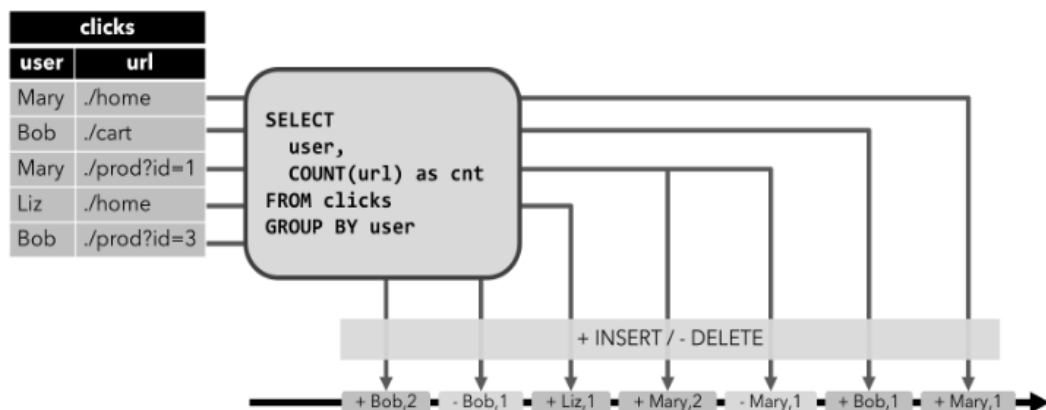 clicks
user url
Mary ./home
Bob ./cart
Mary ./prod?id=1
Liz ./home
Bob ./prod?id=3
SELECT
user,
COUNT(url) as cnt
FROM clicks
GROUP BY user
+ INSERT / - DELETE
+ Bob,2 - Bob,1 + Liz,1 + Mary,2 - Mary,1 + Bob,1 + Mary,1